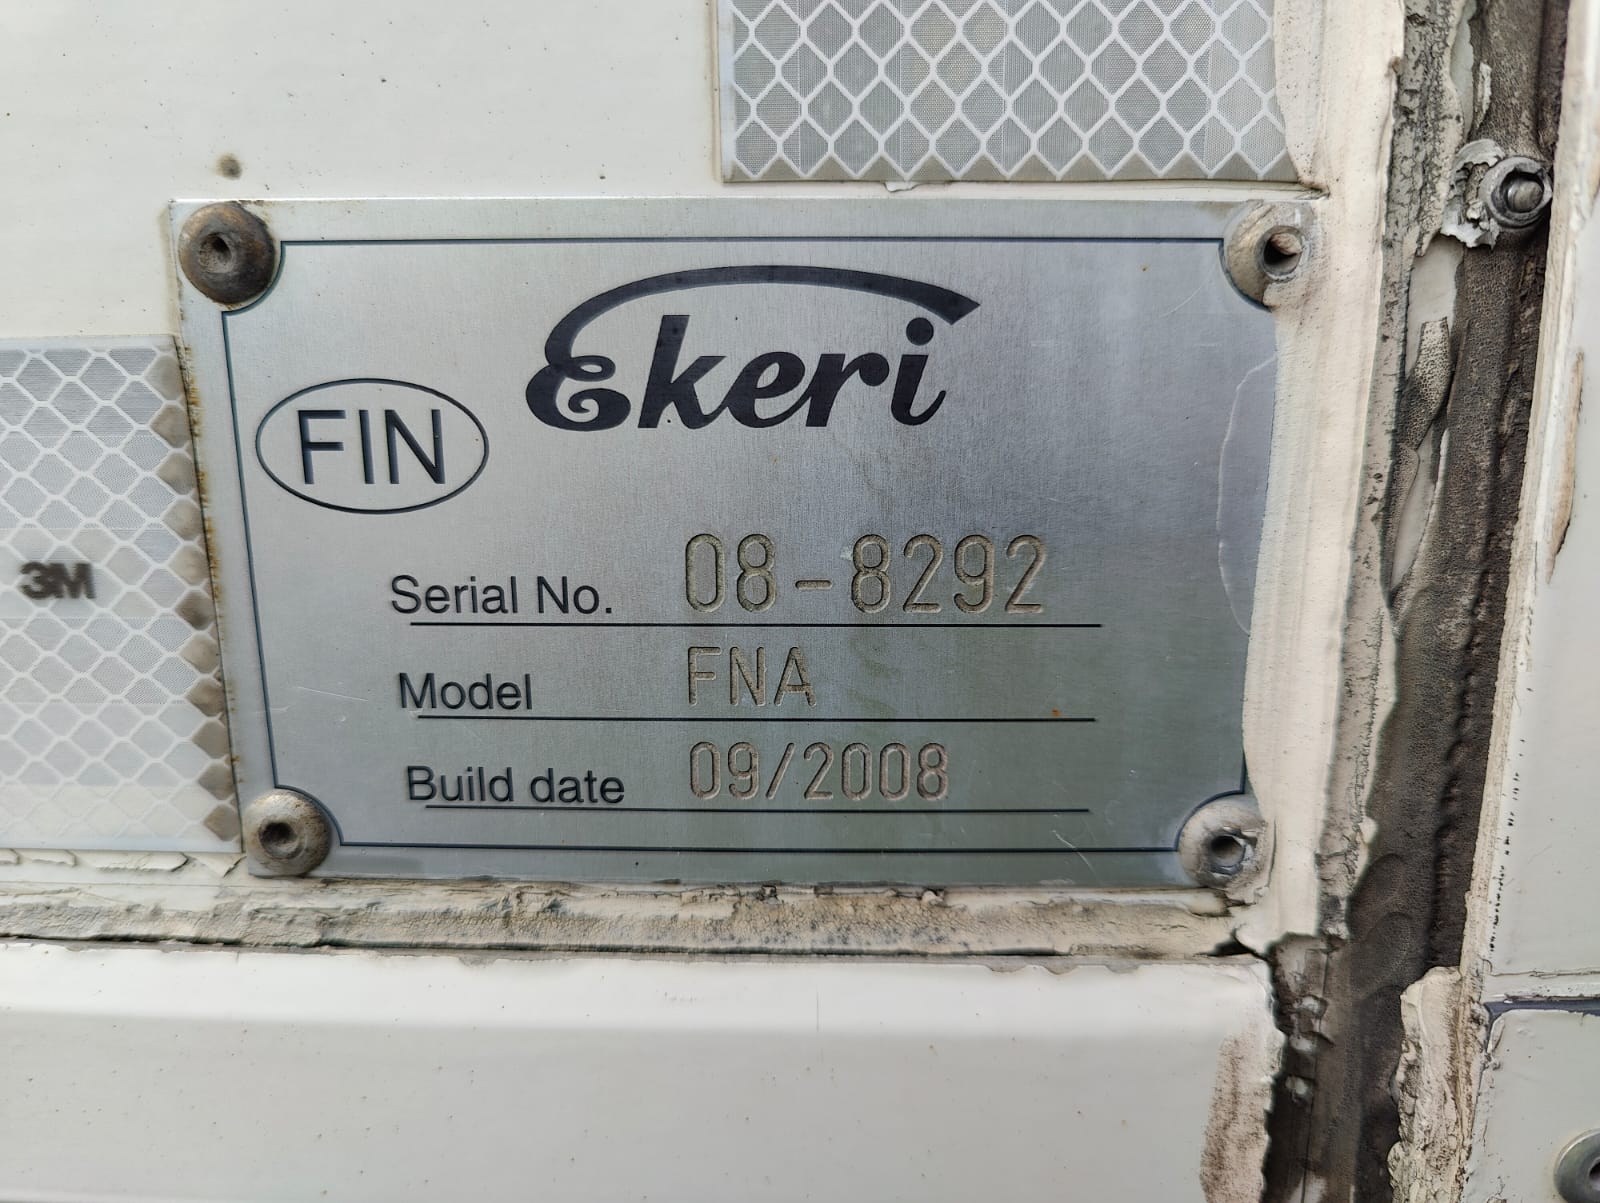 Ekeri
FIN
3M
Serial No. 08-8292
Model FNA
Build date 09/2008